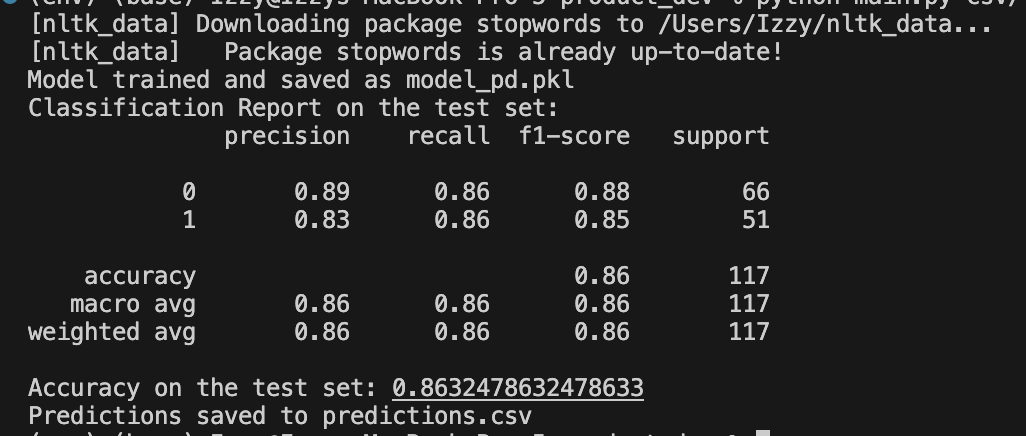 [nltk_data] Downloading package stopwords to /Users/Izzy/nltk_data...
[nltk_data]   Package stopwords is already up-to-date!
Model trained and saved as model_pd.pkl
Classification Report on the test set:
              precision    recall  f1-score   support

           0       0.89      0.86      0.88        66
           1       0.83      0.86      0.85        51

    accuracy                           0.86       117
   macro avg       0.86      0.86      0.86       117
weighted avg       0.86      0.86      0.86       117

Accuracy on the test set: 0.8632478632478633
Predictions saved to predictions.csv